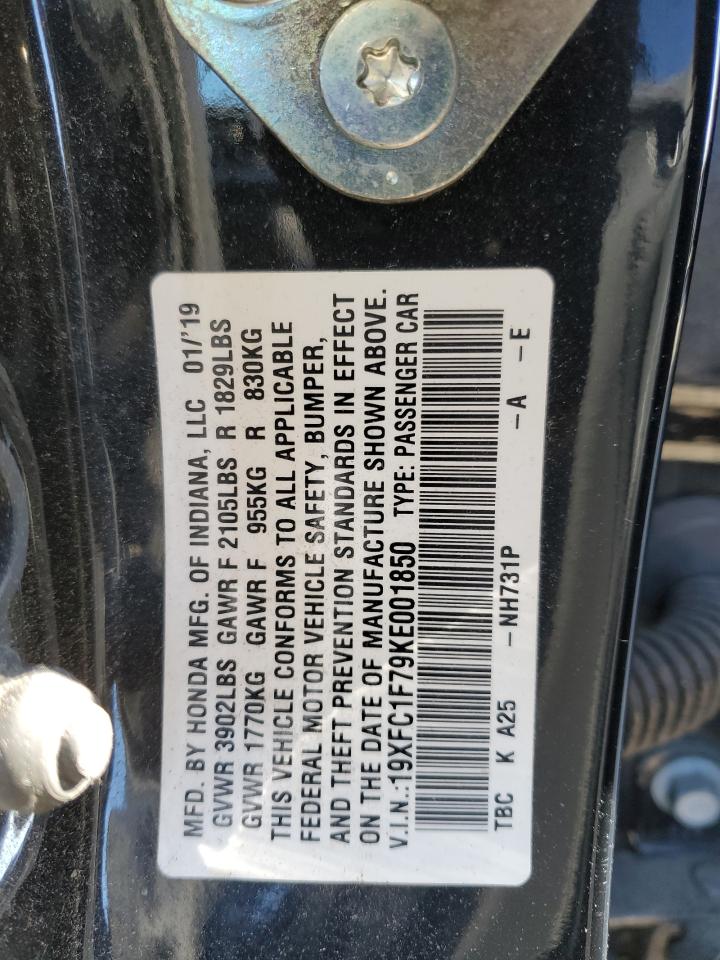 MFD. BY HONDA MFG. OF INDIANA, LLC 01/'19
GVWR 3902LBS GAWR F 2105LBS R 1829LBS
GVWR 1770KG GAWR F 955KG R 830KG
THIS VEHICLE CONFORMS TO ALL APPLICABLE
FEDERAL MOTOR VEHICLE SAFETY, BUMPER,
AND THEFT PREVENTION STANDARDS IN EFFECT
ON THE DATE OF MANUFACTURE SHOWN ABOVE.
V.I.N.:19XFC1F79KE001850 TYPE: PASSENGER CAR
TBC K A25 -NH731P -A -E